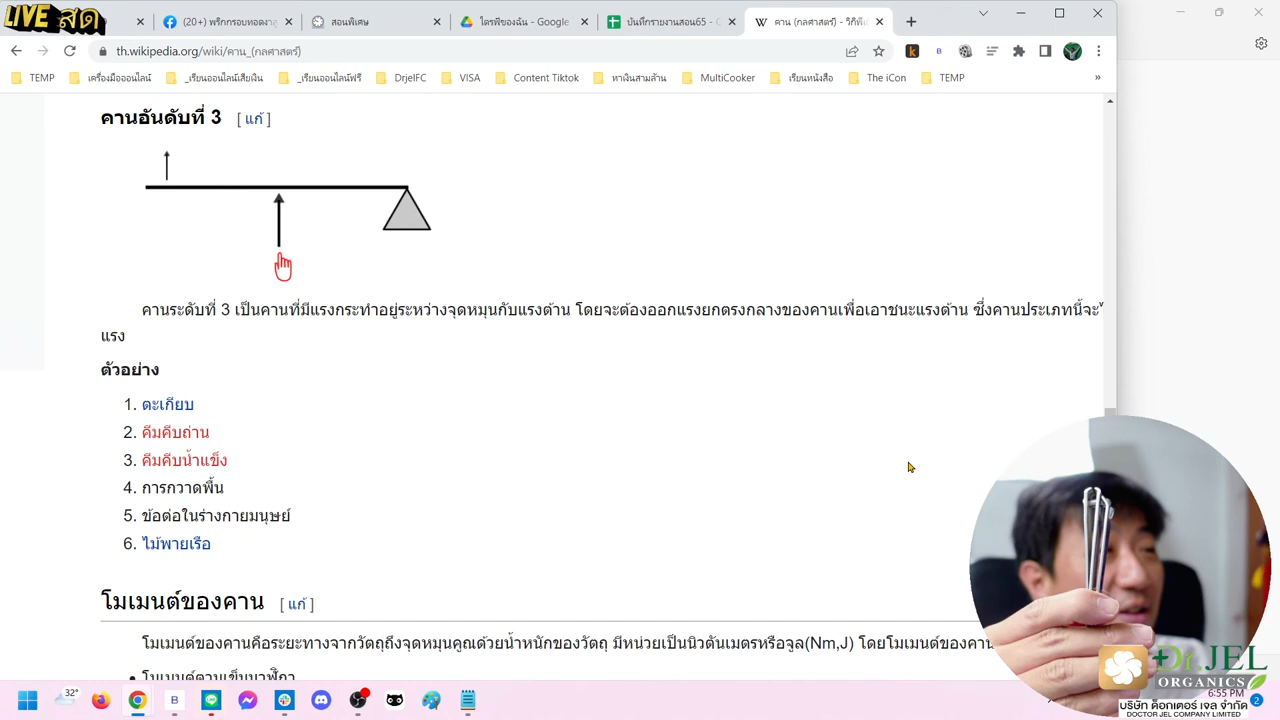 LIVE สด
(20+) พริกกรอบทอดงา
สอนพิเศษ
ไดรฟ์ของฉัน - Google
บันทึกรายงานสอน65 - G
คาน (กลศาสตร์) - วิกิพีเ
th.wikipedia.org/wiki/คาน_(กลศาสตร์)
TEMP
เครื่องมือออนไลน์
_เรียนออนไลน์เสียเงิน
_เรียนออนไลน์ฟรี
DrjelFC
VISA
Content Tiktok
ทาเงินสามล้าน
MultiCooker
เรียนหนังสือ
The iCon
TEMP
คานอันดับที่ 3 [ แก้ ]
คานระดับที่ 3 เป็นคานที่มีแรงกระทำอยู่ระหว่างจุดหมุนกับแรงต้าน โดยจะต้องออกแรงยกตรงกลางของคานเพื่อเอาชนะแรงต้าน ซึ่งคานประเภทนี้จะ
แรง
ตัวอย่าง
1. ตะเกียบ
2. คีมคีบถ่าน
3. คีมคีบน้ำแข็ง
4. การกวาดพื้น
5. ข้อต่อในร่างกายมนุษย์
6. ไม้พายเรือ
โมเมนต์ของคาน [ แก้ ]
โมเมนต์ของคานคือระยะทางจากวัตถุถึงจุดหมุนคูณด้วยน้ำหนักของวัตถุ มีหน่วยเป็นนิวตันเมตรหรือจูล(Nm,J) โดยโมเมนต์ของคาน
• โมเมนต์ตามเข็มนาฬิกา
Dr.JEL
ORGANICS
บริษัท ด็อกเตอร์ เจล จำกัด
DOCTOR JEL COMPANY LIMITED
32°
6:55 PM
2